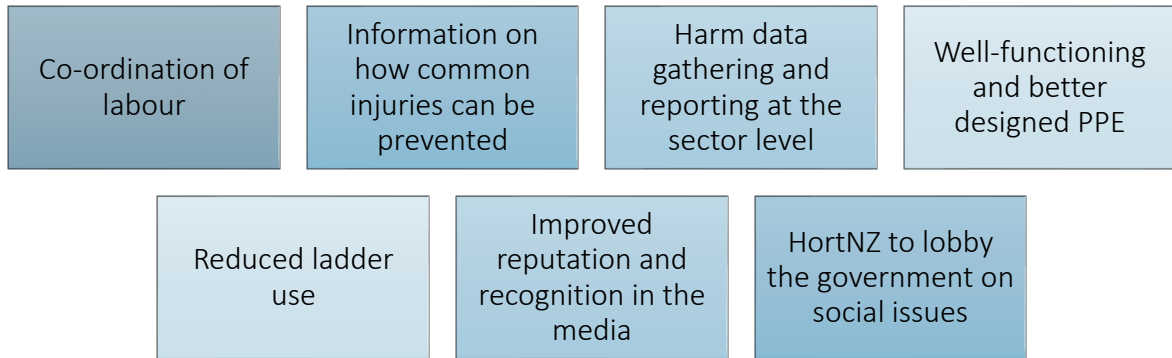 Co-ordination of
labour
Information on
how common
injuries can be
prevented
Harm data
gathering and
reporting at the
sector level
Well-functioning
and better
designed PPE
Reduced ladder
use
Improved
reputation and
recognition in the
media
HortNZ to lobby
the government on
social issues